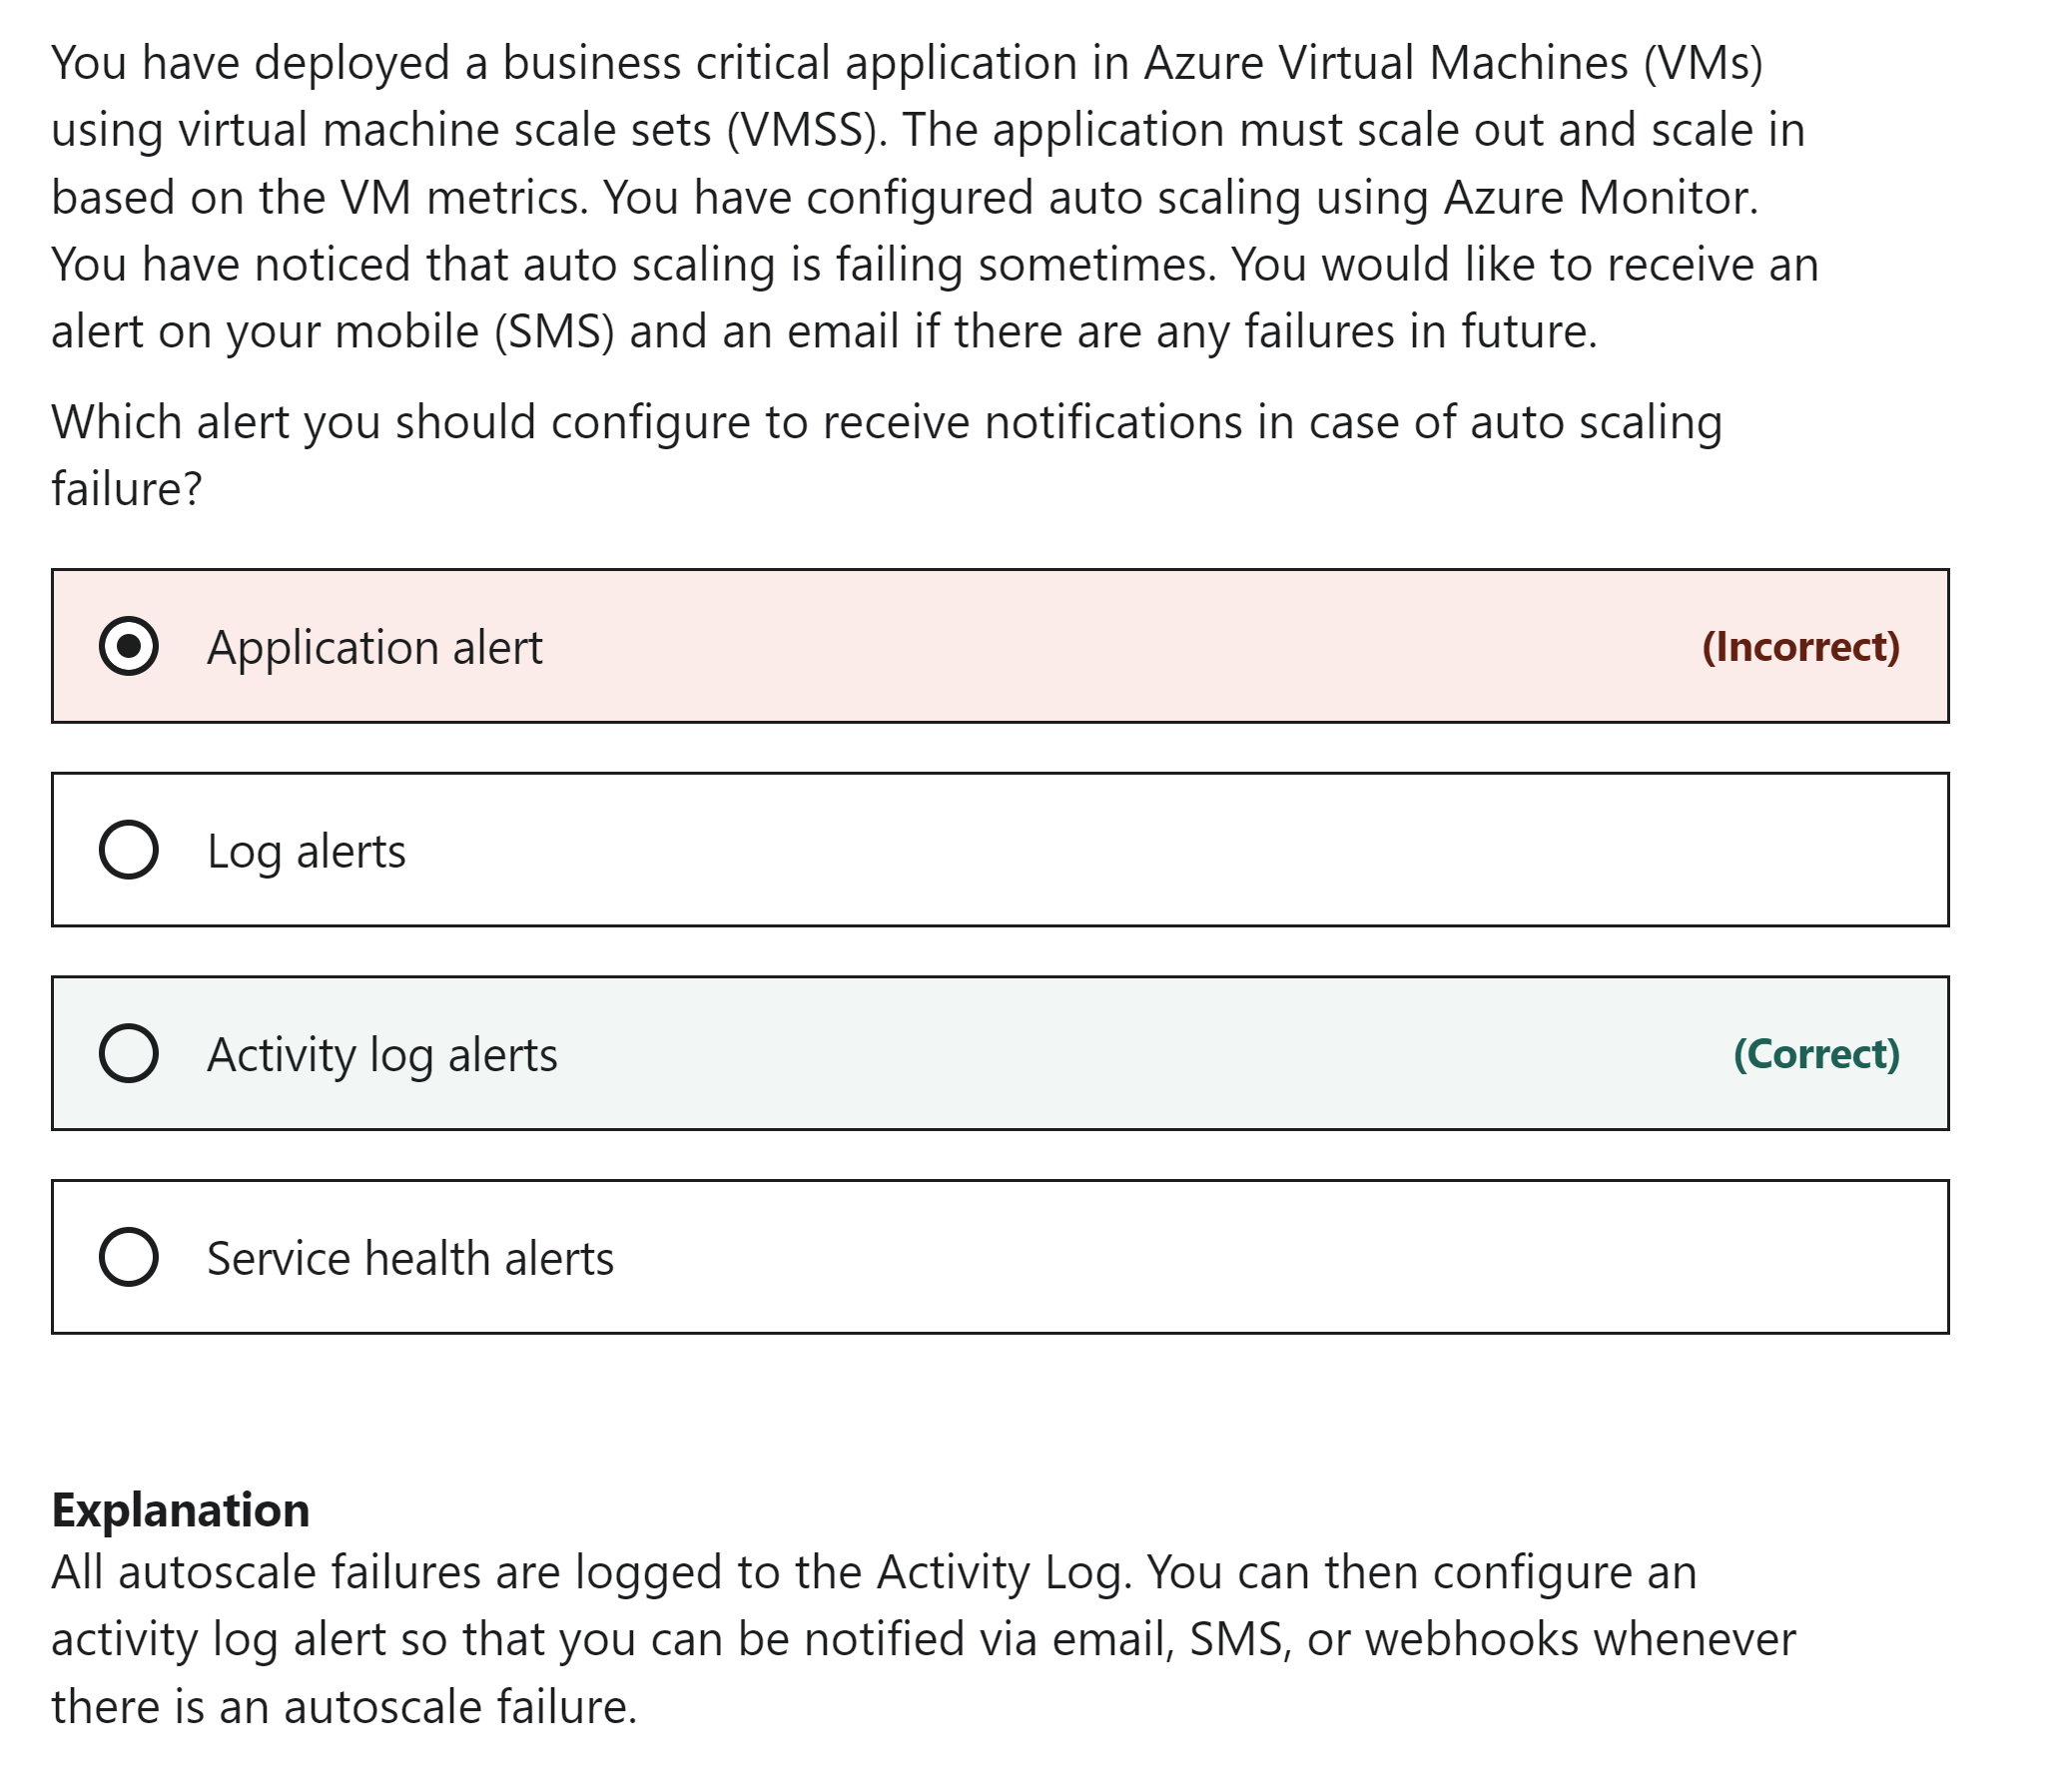 You have deployed a business critical application in Azure Virtual Machines (VMs)
using virtual machine scale sets (VMSS). The application must scale out and scale in
based on the VM metrics. You have configured auto scaling using Azure Monitor.
You have noticed that auto scaling is failing sometimes. You would like to receive an
alert on your mobile (SMS) and an email if there are any failures in future.
Which alert you should configure to receive notifications in case of auto scaling
failure?
Application alert (Incorrect)
Log alerts
Activity log alerts (Correct)
Service health alerts
Explanation
All autoscale failures are logged to the Activity Log. You can then configure an
activity log alert so that you can be notified via email, SMS, or webhooks whenever
there is an autoscale failure.